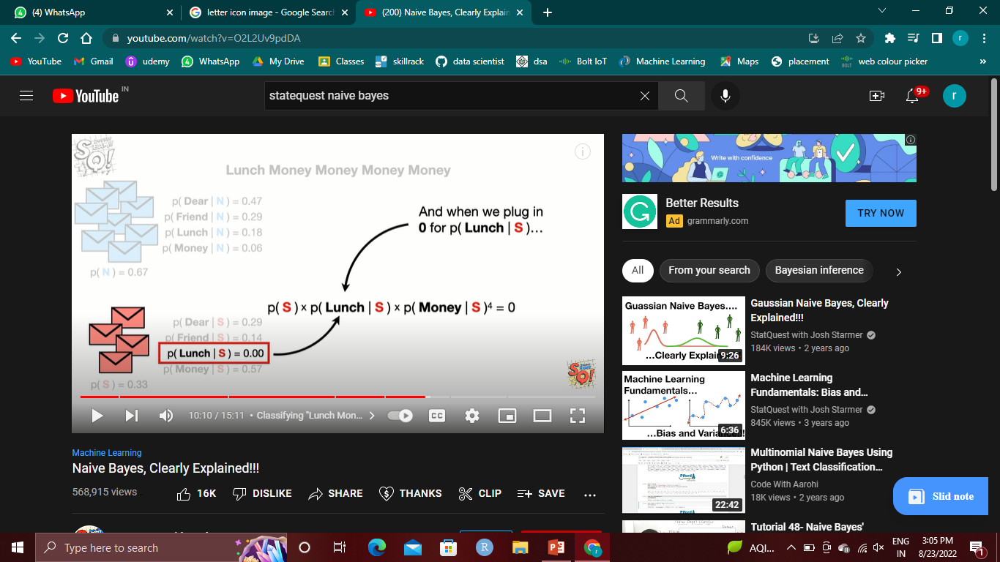 (4) WhatsApp
letter icon image - Google Search
(200) Naive Bayes, Clearly Explain
youtube.com/watch?v=O2L2Uv9pdDA
r
YouTube
Gmail
udemy
WhatsApp
My Drive
Classes
skillrack
data scientist
dsa
Bolt IoT
Machine Learning
Maps
placement
BOLT
web colour picker
»
YouTube IN
statequest naive bayes
9+
r
SQ!
Lunch Money Money Money Money
p( Dear | N ) = 0.47
p( Friend | N ) = 0.29
p( Lunch | N ) = 0.18
p( Money | N ) = 0.06
p( N ) = 0.67
And when we plug in
0 for p( Lunch | S )...
p( S ) x p( Lunch | S ) x p( Money | S )⁴ = 0
p( Dear | S ) = 0.29
p( Friend | S ) = 0.14
p( Lunch | S ) = 0.00
p( Money | S ) = 0.57
p( S ) = 0.33
SQ!
10:10 / 15:11 • Classifying "Lunch Mon...
CC
Machine Learning
Naive Bayes, Clearly Explained!!!
568,915 views
16K
DISLIKE
SHARE
THANKS
CLIP
SAVE
Write with confidence
Better Results
Ad grammarly.com
TRY NOW
All
From your search
Bayesian inference
Guassian Naive Bayes….
…Clearly Explain
9:26
Gaussian Naive Bayes, Clearly
Explained!!!
StatQuest with Josh Starmer
184K views • 2 years ago
Machine Learning
Fundamentals…
…Bias and Variance!!
6:36
Machine Learning
Fundamentals: Bias and...
StatQuest with Josh Starmer
845K views • 3 years ago
22:42
Multinomial Naive Bayes Using
Python | Text Classification...
Code With Aarohi
18K views • 2 years ago
Slid note
Tutorial 48- Naive Bayes'
Type here to search
R
AQI...
ENG
IN
3:05 PM
8/23/2022
1